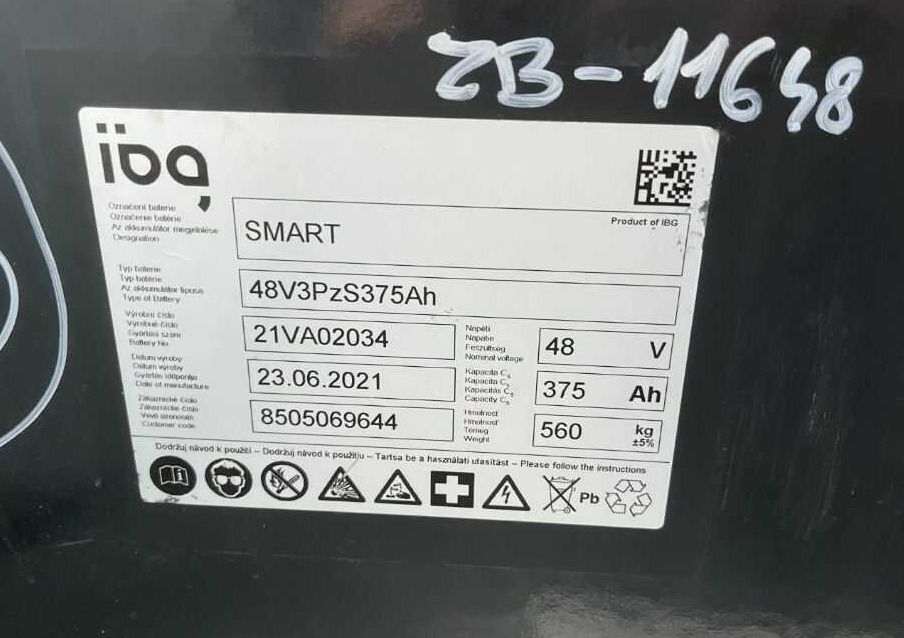 ZB-11648
ibg
Product of IBG
Označení baterie
Označenie batérie
Az akkumulátor megjelölése
Designation
SMART
Typ baterie
Typ batérie
Az akkumulátor típusa
Type of Battery
48V3PzS375Ah
Výrobní číslo
Výrobné číslo
Gyártási szám
Battery No
21VA02034
Napětí
Napätie
Feszültség
Nominal voltage
48 V
Datum výroby
Dátum výroby
Gyártás időpontja
Date of manufacture
23.06.2021
Kapacita C5
Kapacita C5
Kapacitás C5
Capacity C5
375 Ah
Zákaznické číslo
Zákaznícke číslo
Vevő azonosító
Customer code
8505069644
Hmotnost
Hmotnosť
Tömeg
Weight
560 kg
±5%
Dodržuj návod k použití – Dodržuj návod k použitiu – Tartsa be a használati utasítást – Please follow the instructions
Pb